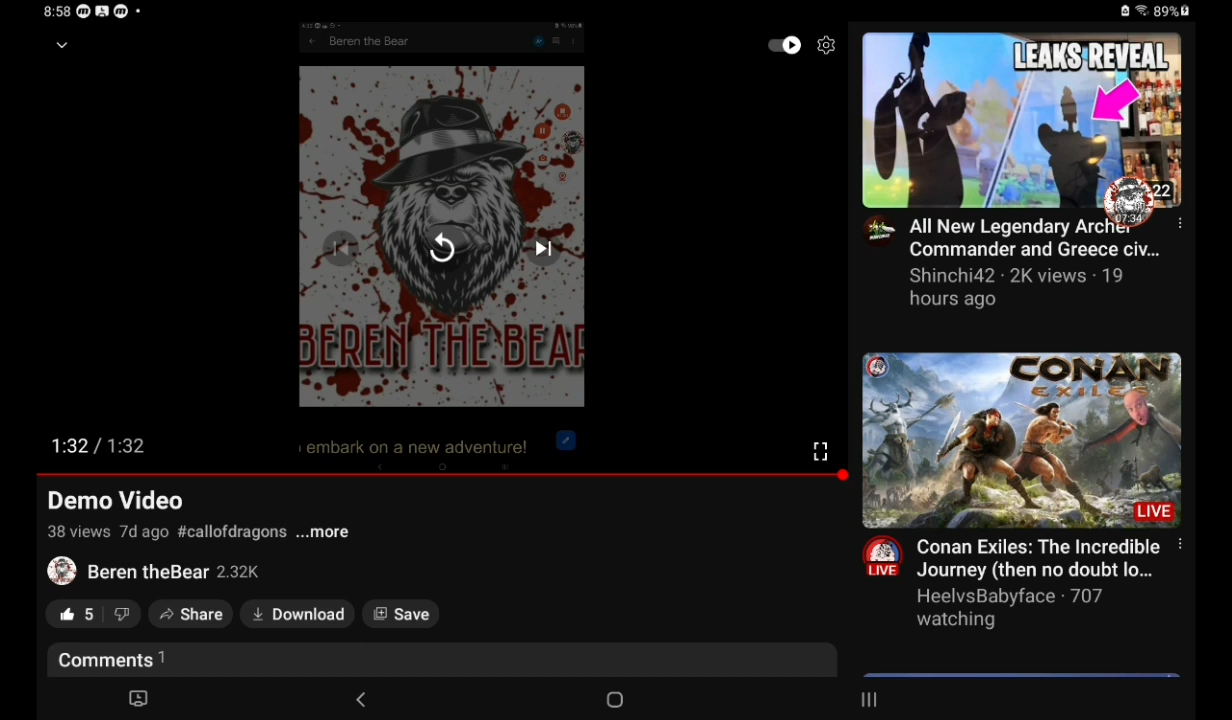 8:58
89%
Beren the Bear
BEREN THE BEAR
embark on a new adventure!
1:32 / 1:32
Demo Video
38 views 7d ago #callofdragons ...more
Beren theBear 2.32K
5
Share
Download
Save
Comments 1
LEAKS REVEAL
22
07:34
All New Legendary Archer
Commander and Greece civ...
Shinchi42 · 2K views · 19
hours ago
CONAN
EXILES
LIVE
LIVE
Conan Exiles: The Incredible
Journey (then no doubt lo...
HeelvsBabyface · 707
watching